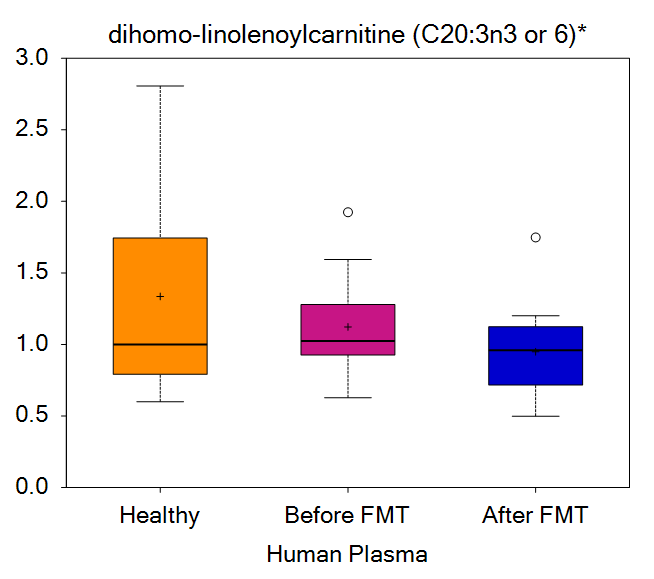 dihomo-linolenoylcarnitine (C20:3n3 or 6)*
3.0
2.5
2.0
1.5
1.0
0.5
0.0
Healthy Before FMT After FMT
Human Plasma